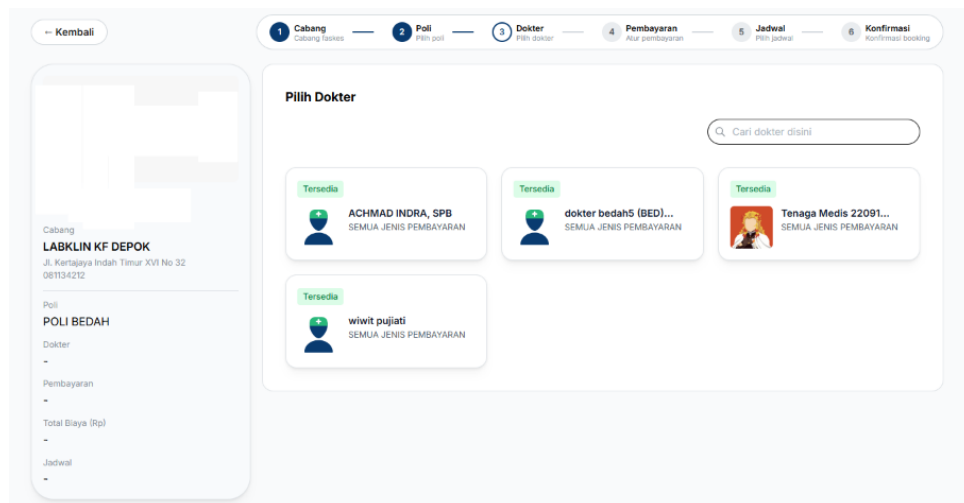 ← Kembali
1 Cabang
Cabang faskes
2 Poli
Pilih poli
3 Dokter
Pilih dokter
4 Pembayaran
Atur pembayaran
5 Jadwal
Pilih jadwal
6 Konfirmasi
Konfirmasi booking
Cabang
LABKLIN KF DEPOK
Jl. Kertajaya Indah Timur XVI No 32
081134212
Poli
POLI BEDAH
Dokter
-
Pembayaran
-
Total Biaya (Rp)
-
Jadwal
-
Pilih Dokter
Cari dokter disini
Tersedia
ACHMAD INDRA, SPB
SEMUA JENIS PEMBAYARAN
Tersedia
dokter bedah5 (BED)...
SEMUA JENIS PEMBAYARAN
Tersedia
Tenaga Medis 22091...
SEMUA JENIS PEMBAYARAN
Tersedia
wiwit pujiati
SEMUA JENIS PEMBAYARAN